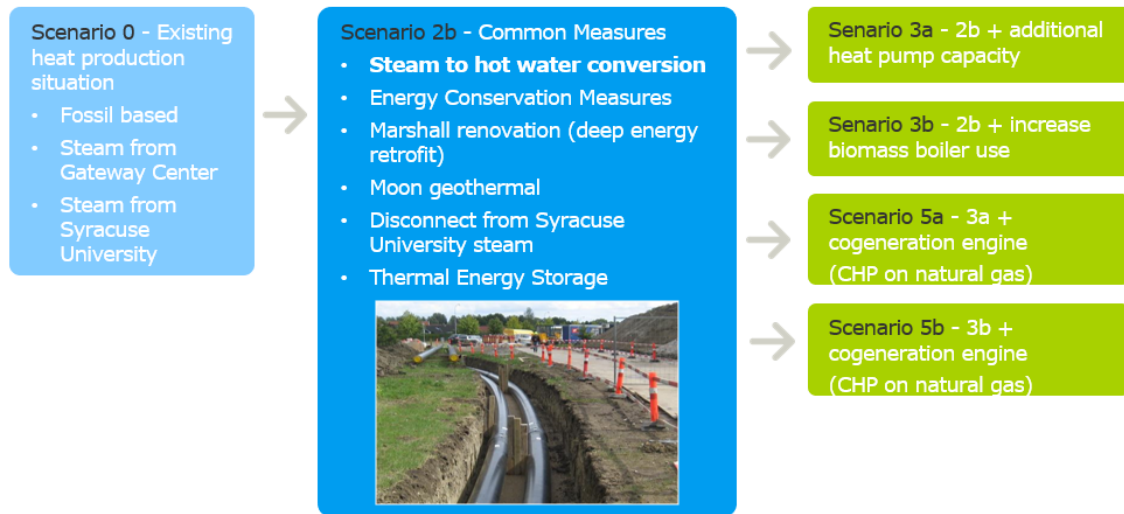 Scenario 0 - Existing
heat production
situation
• Fossil based
• Steam from
Gateway Center
• Steam from
Syracuse
University
Scenario 2b - Common Measures
• Steam to hot water conversion
• Energy Conservation Measures
• Marshall renovation (deep energy
retrofit)
• Moon geothermal
• Disconnect from Syracuse
University steam
• Thermal Energy Storage
Senario 3a - 2b + additional
heat pump capacity
Senario 3b - 2b + increase
biomass boiler use
Scenario 5a - 3a +
cogeneration engine
(CHP on natural gas)
Scenario 5b - 3b +
cogeneration engine
(CHP on natural gas)